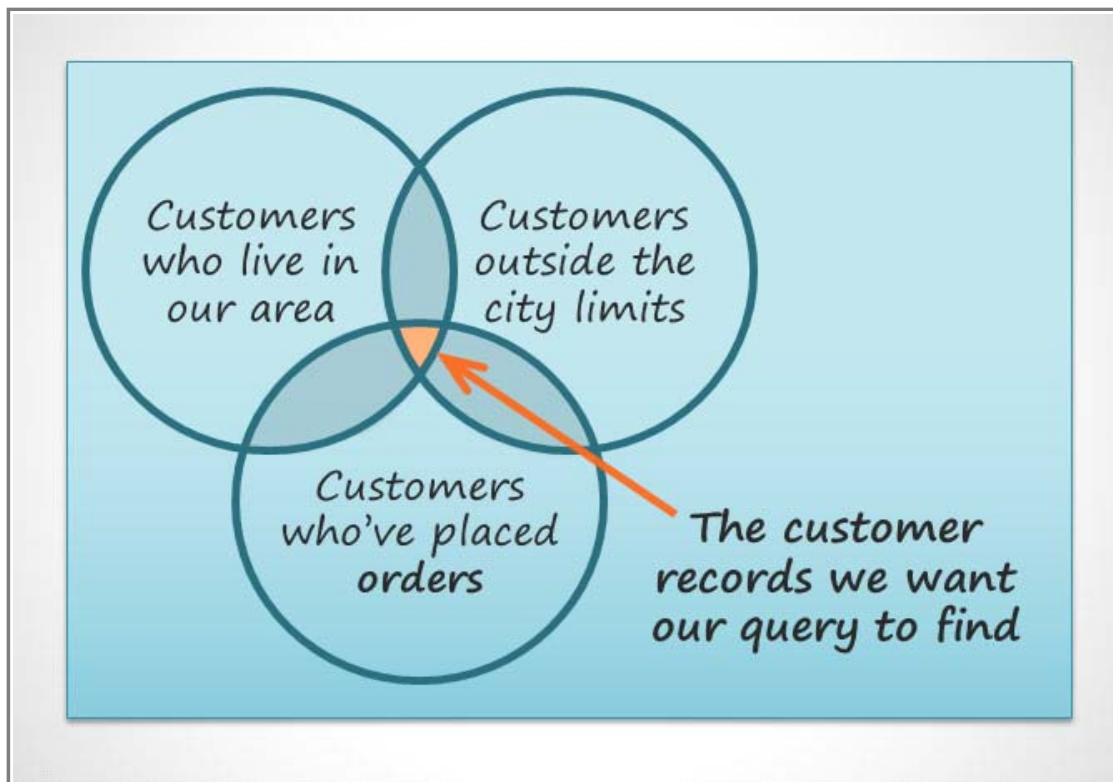 Customers
who live in
our area
Customers
outside the
city limits
Customers
who've placed
orders
The customer
records we want
our query to find